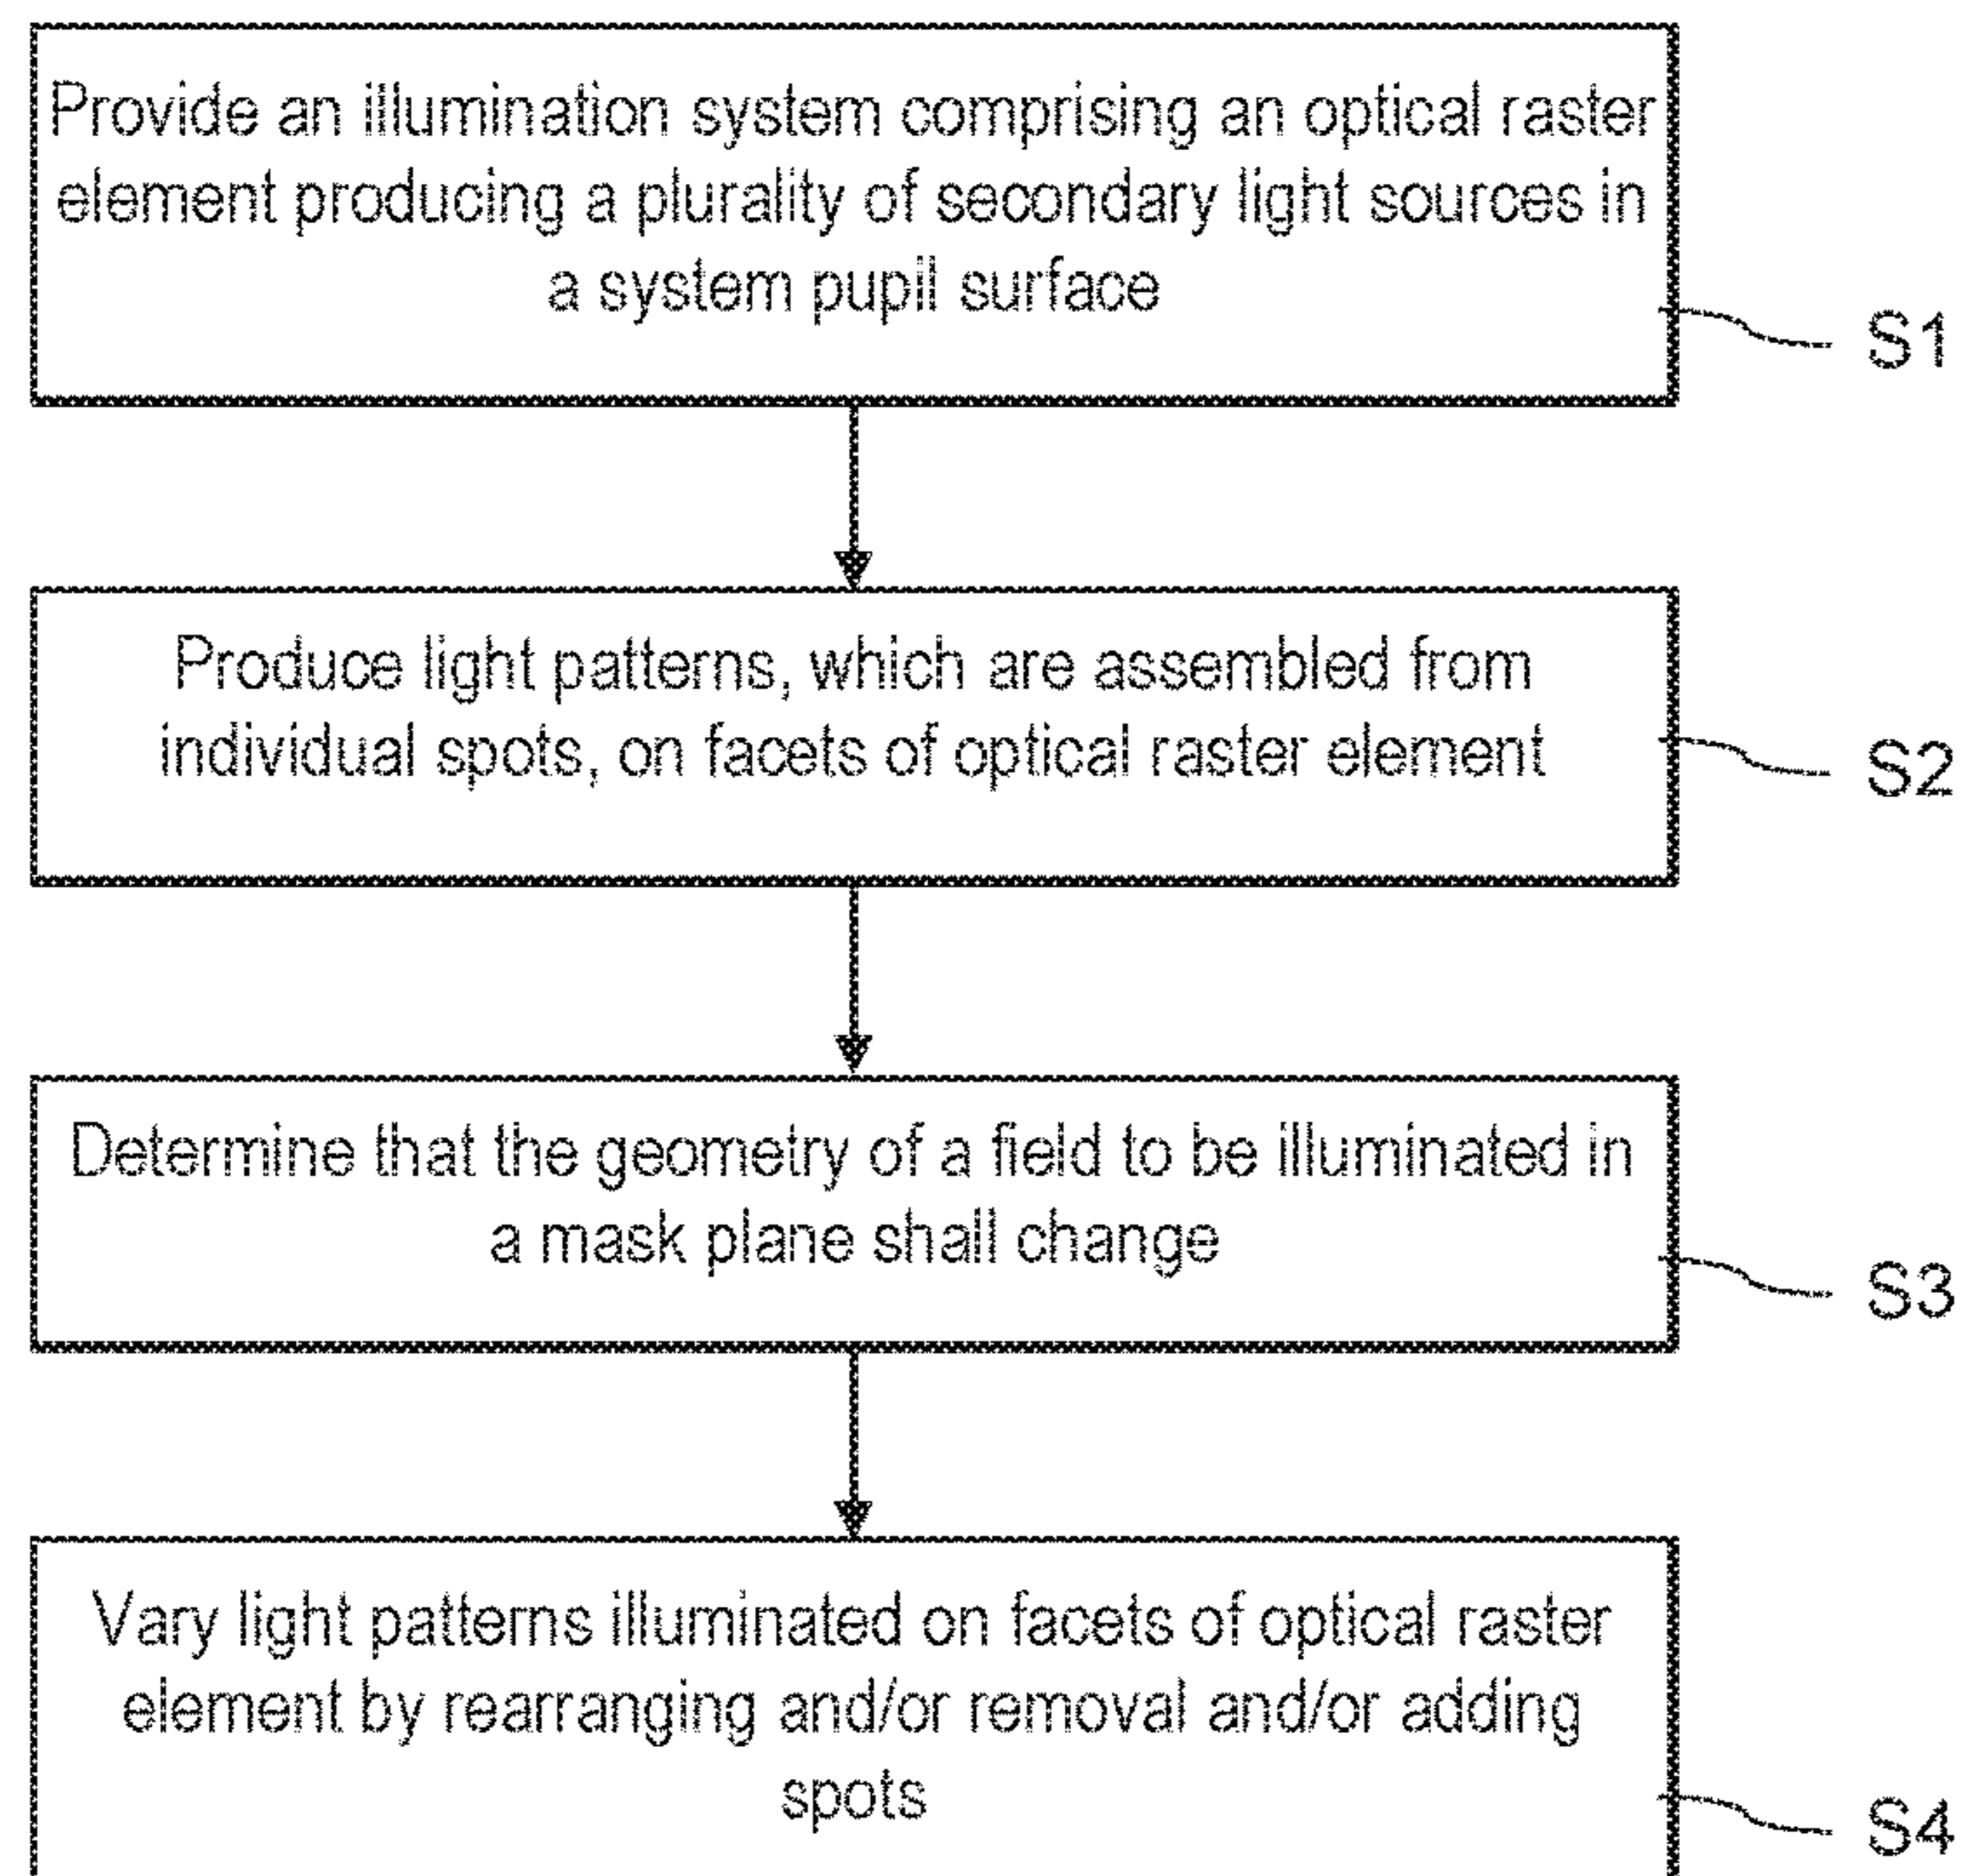 Provide an illumination system comprising an optical raster
element producing a plurality of secondary light sources in
a system pupil surface
S1
Produce light patterns, which are assembled from
individual spots, on facets of optical raster element
S2
Determine that the geometry of a field to be illuminated in
a mask plane shall change
S3
Vary light patterns illuminated on facets of optical raster
element by rearranging and/or removal and/or adding
spots
S4